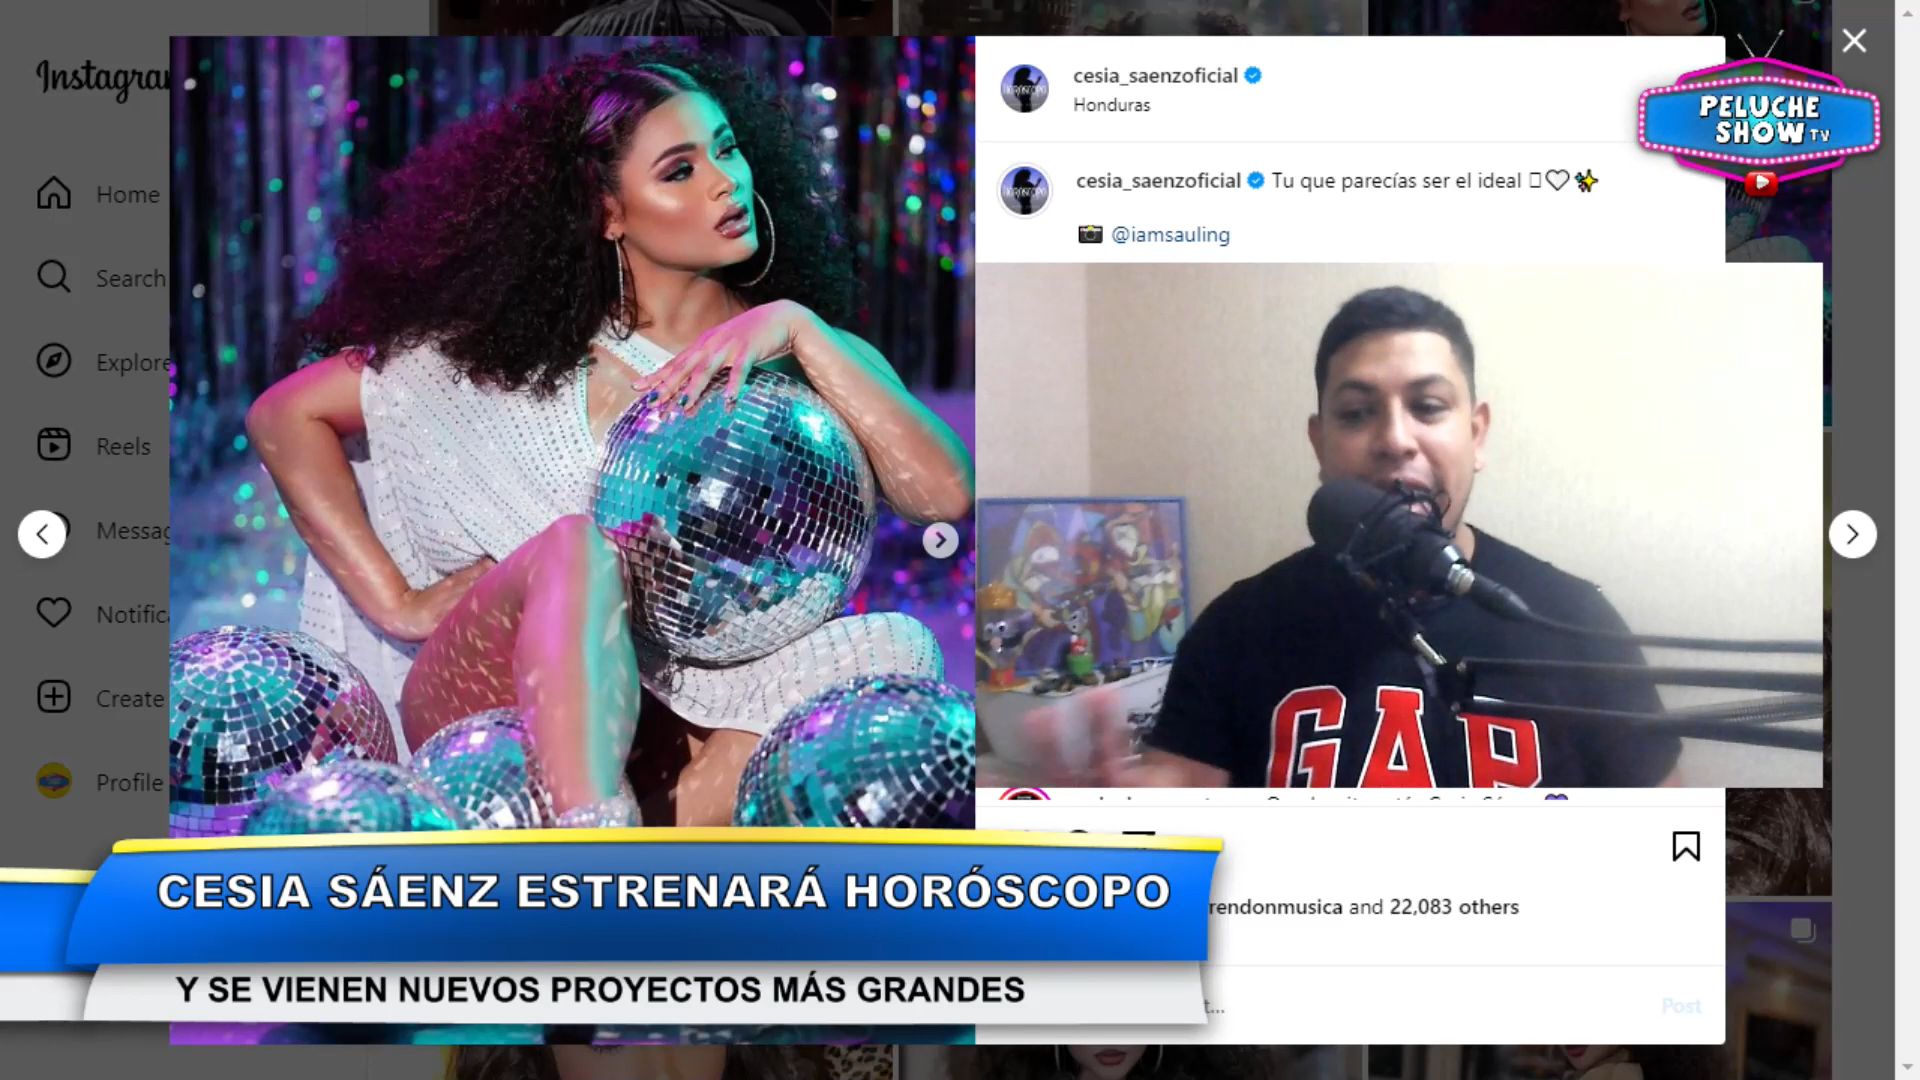 Instagram
Home
Search
Explore
Reels
Messag
Notific
Create
Profile
cesia_saenzoficial
Honduras
HOROSCOPO
cesia_saenzoficial Tu que parecías ser el ideal 🤍✨
HOROSCOPO
📷 @iamsauling
PELUCHE
SHOW TV
GAP
rendonmusica and 22,083 others
t...
Post
CESIA SÁENZ ESTRENARÁ HORÓSCOPO
Y SE VIENEN NUEVOS PROYECTOS MÁS GRANDES